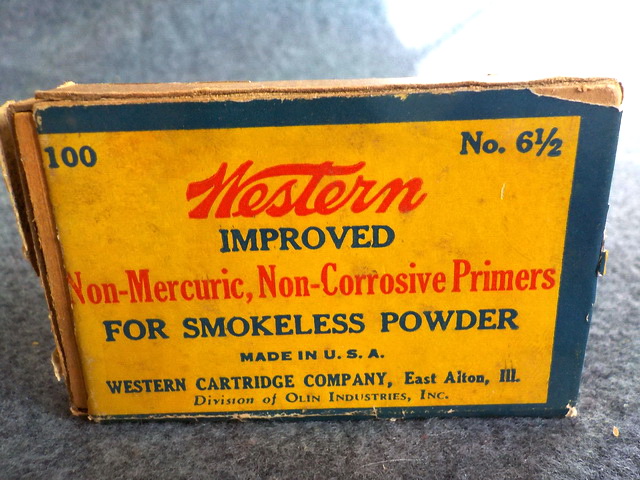 100
No. 6½
Western
IMPROVED
Non-Mercuric, Non-Corrosive Primers
FOR SMOKELESS POWDER
MADE IN U. S. A.
WESTERN CARTRIDGE COMPANY, East Alton, Ill.
Division of OLIN INDUSTRIES, INC.